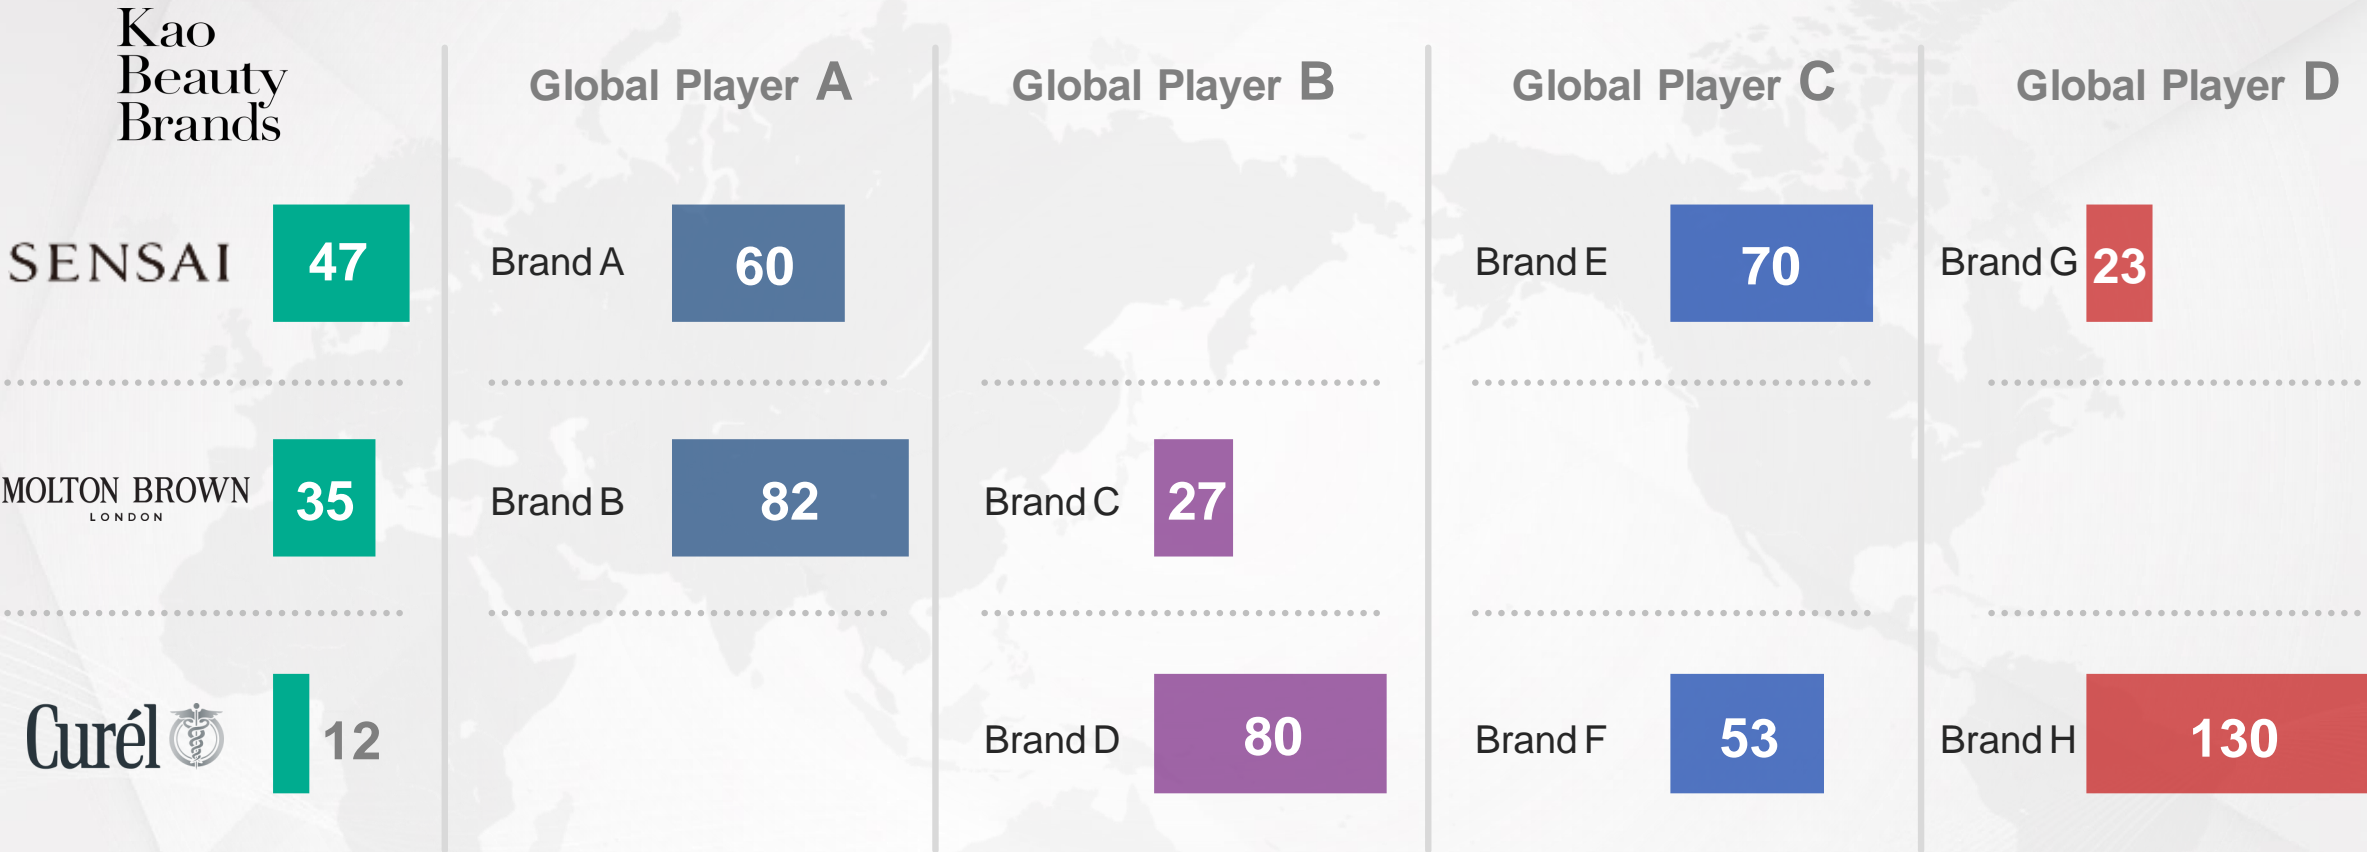 Kao
Beauty
Brands
Global Player A
Global Player B
Global Player C
Global Player D
SENSAI
47
Brand A
60
Brand E
70
Brand G
23
MOLTON BROWN
LONDON
35
Brand B
82
Brand C
27
Curél
12
Brand D
80
Brand F
53
Brand H
130